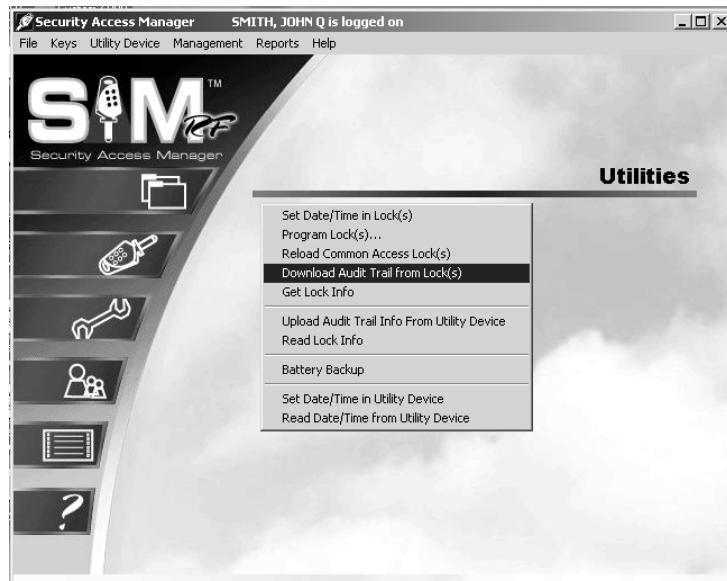 Security Access Manager SMITH, JOHN Q is logged on
File Keys Utility Device Management Reports Help
SAM TM
RF
Security Access Manager
Utilities
Set Date/Time in Lock(s)
Program Lock(s)...
Reload Common Access Lock(s)
Download Audit Trail from Lock(s)
Get Lock Info
Upload Audit Trail Info From Utility Device
Read Lock Info
Battery Backup
Set Date/Time in Utility Device
Read Date/Time from Utility Device
?